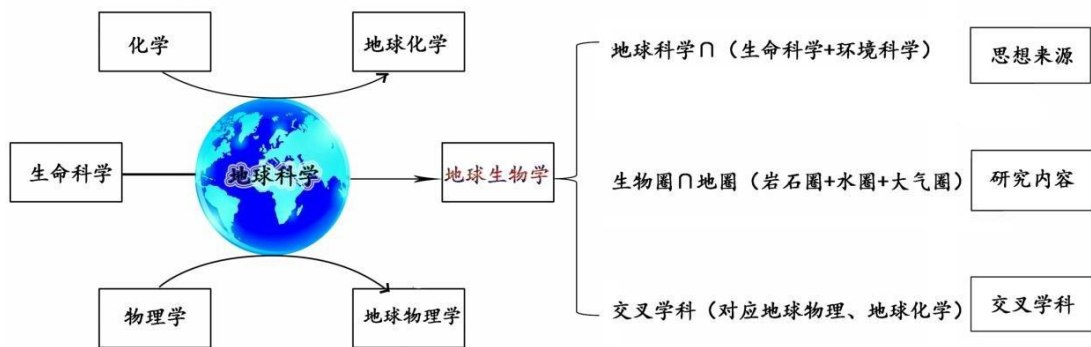 化学
地球化学
地球科学∩（生命科学+环境科学）
思想来源
生命科学
地球科学
地球生物学
生物圈∩地圈（岩石圈+水圈+大气圈）
研究内容
物理学
地球物理学
交叉学科（对应地球物理、地球化学）
交叉学科